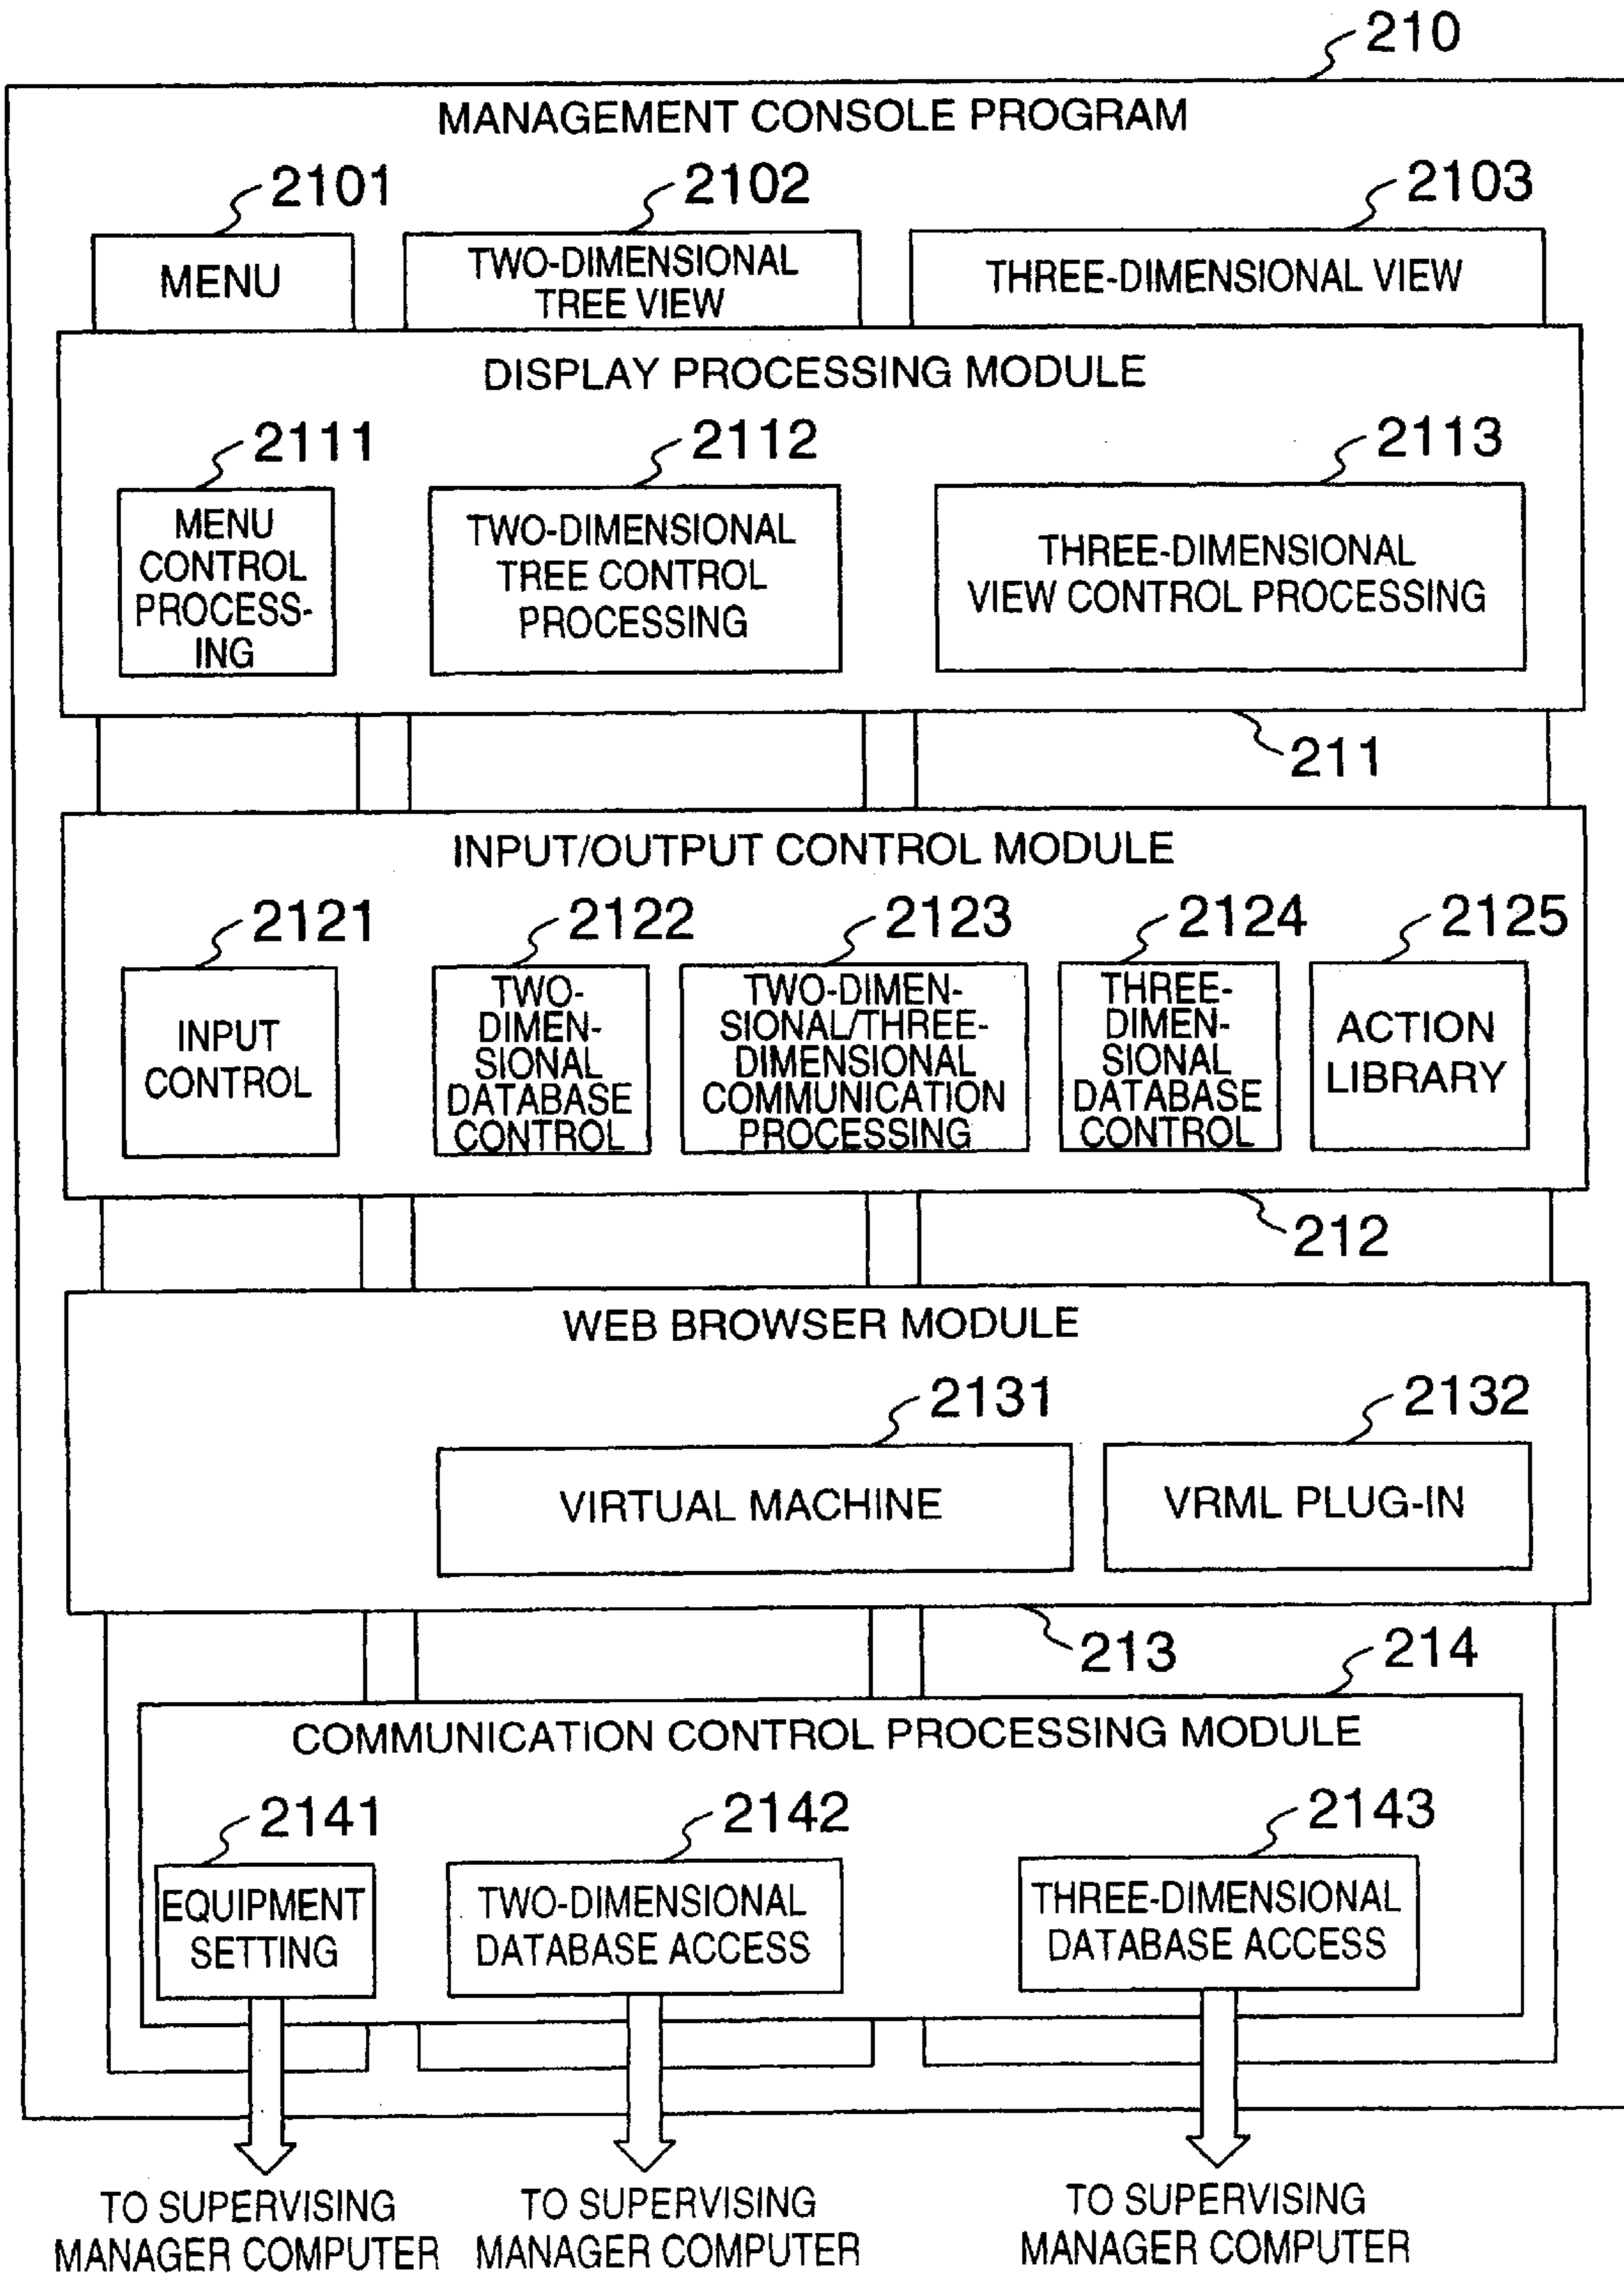 210
MANAGEMENT CONSOLE PROGRAM
2101
2102
2103
MENU
TWO-DIMENSIONAL
TREE VIEW
THREE-DIMENSIONAL VIEW
DISPLAY PROCESSING MODULE
2111
2112
2113
MENU
CONTROL
PROCESS-
ING
TWO-DIMENSIONAL
TREE CONTROL
PROCESSING
THREE-DIMENSIONAL
VIEW CONTROL PROCESSING
211
INPUT/OUTPUT CONTROL MODULE
2121
2122
2123
2124
2125
INPUT
CONTROL
TWO-
DIMEN-
SIONAL
DATABASE
CONTROL
TWO-DIMEN-
SIONAL/THREE-
DIMENSIONAL
COMMUNICATION
PROCESSING
THREE-
DIMEN-
SIONAL
DATABASE
CONTROL
ACTION
LIBRARY
212
WEB BROWSER MODULE
2131
2132
VIRTUAL MACHINE
VRML PLUG-IN
213
214
COMMUNICATION CONTROL PROCESSING MODULE
2141
2142
2143
EQUIPMENT
SETTING
TWO-DIMENSIONAL
DATABASE ACCESS
THREE-DIMENSIONAL
DATABASE ACCESS
TO SUPERVISING
MANAGER COMPUTER
TO SUPERVISING
MANAGER COMPUTER
TO SUPERVISING
MANAGER COMPUTER